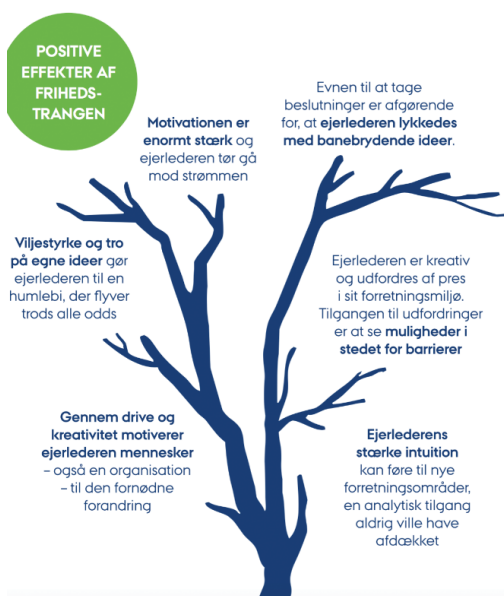 POSITIVE
EFFEKTER AF
FRIHEDS-
TRANGEN
Motivationen er
enormt stærk og
ejerlederen tør gå
mod strømmen
Evnen til at tage
beslutninger er afgørende
for, at ejerlederen lykkedes
med banebrydende ideer.
Viljestyrke og tro
på egne ideer gør
ejerlederen til en
humlebi, der flyver
trods alle odds
Ejerlederen er kreativ
og udfordres af pres
i sit forretningsmiljø.
Tilgangen til udfordringer
er at se muligheder i
stedet for barrierer
Gennem drive og
kreativitet motiverer
ejerlederen mennesker
– også en organisation
– til den fornødne
forandring
Ejerlederens
stærke intuition
kan føre til nye
forretningsområder,
en analytisk tilgang
aldrig ville have
afdækket